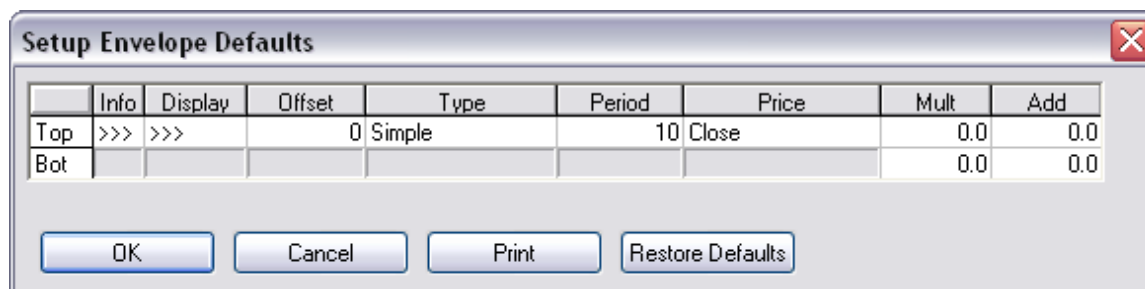 Setup Envelope Defaults
Info Display Offset Type Period Price Mult Add
Top >>> >>> 0 Simple 10 Close 0.0 0.0
Bot 0.0 0.0
OK Cancel Print Restore Defaults